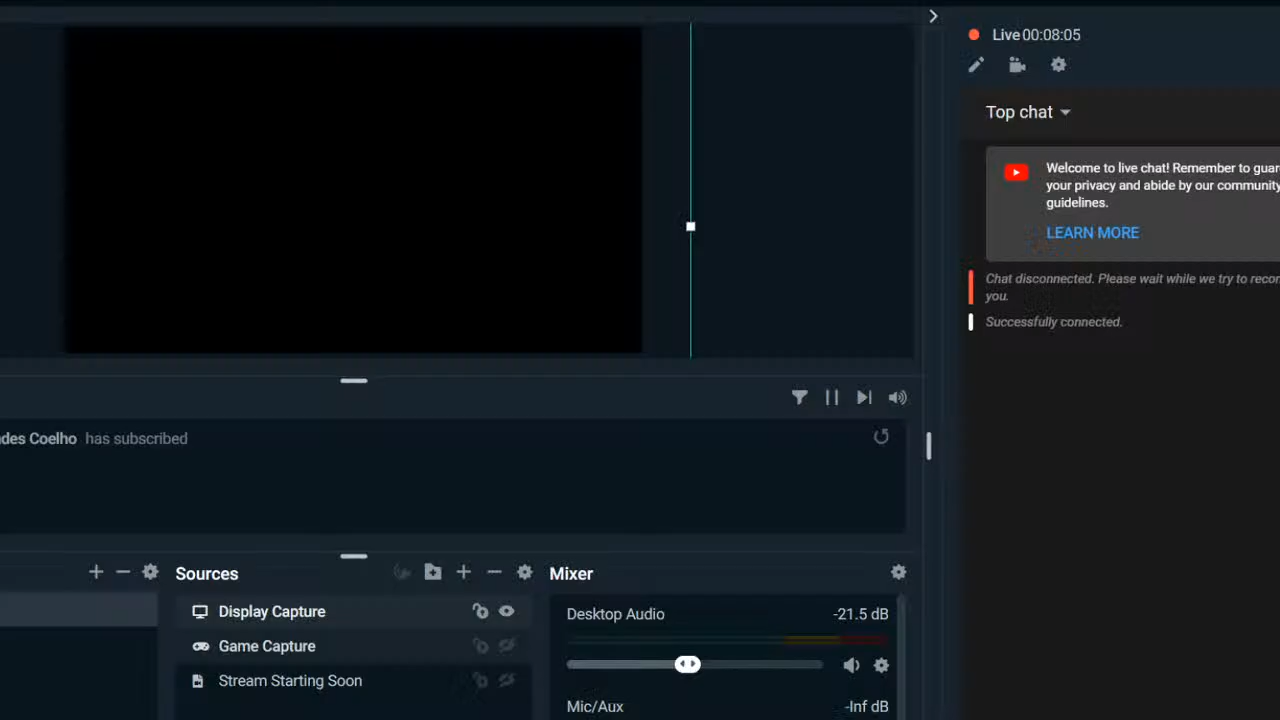 Live 00:08:05
Top chat
Welcome to live chat! Remember to guar
your privacy and abide by our community
guidelines.
LEARN MORE
Chat disconnected. Please wait while we try to recon
you.
Successfully connected.
des Coelho has subscribed
Sources
Display Capture
Game Capture
Stream Starting Soon
Mixer
Desktop Audio -21.5 dB
Mic/Aux -Inf dB